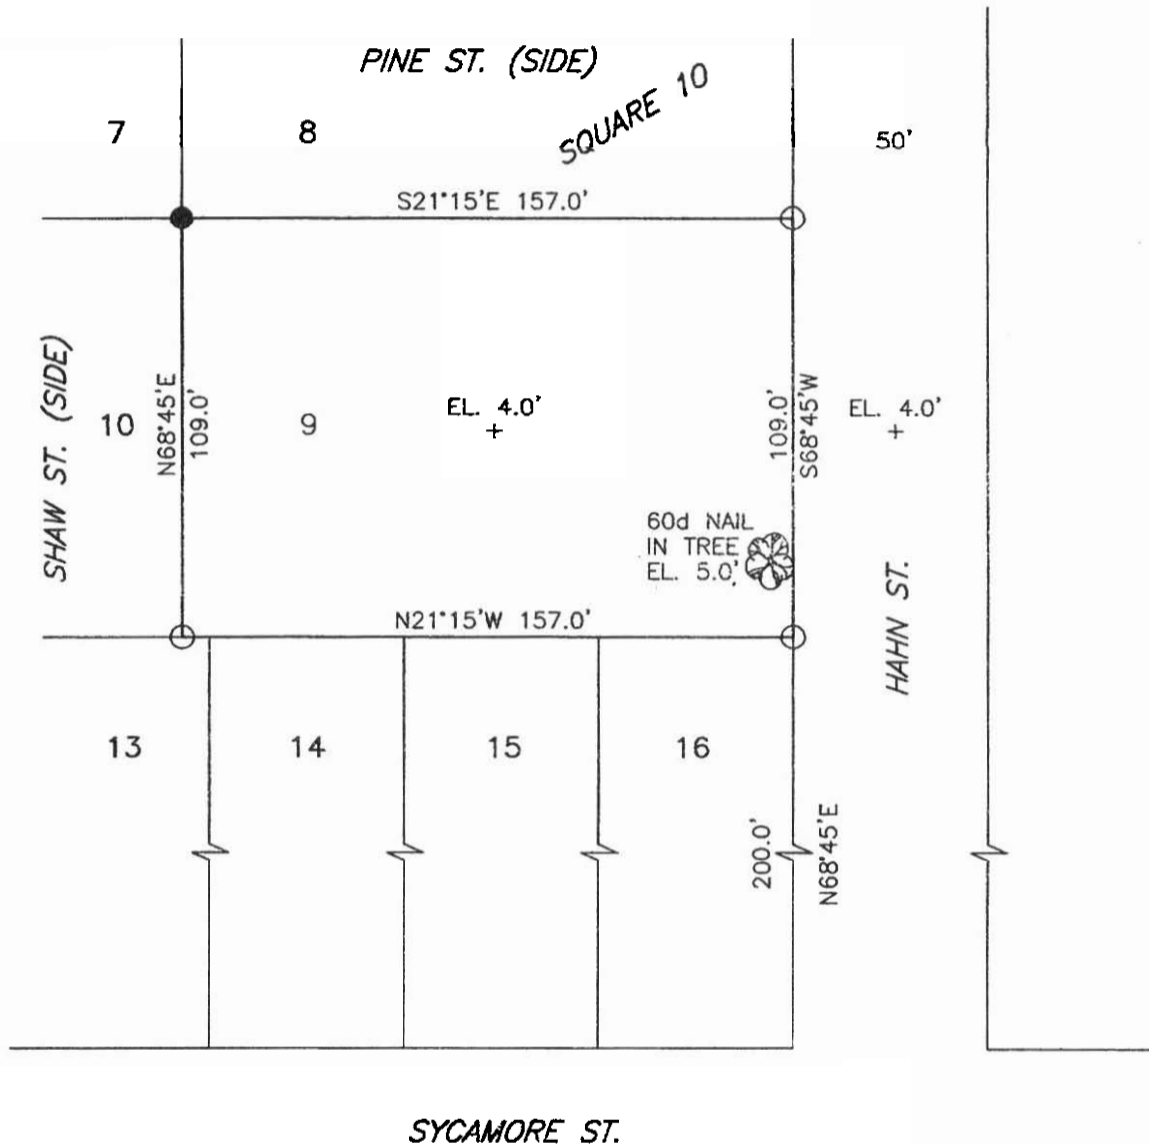 PINE ST. (SIDE)
SQUARE 10
7
8
50'
S21°15'E 157.0'
SHAW ST. (SIDE)
10
N68°45'E
109.0'
9
EL. 4.0'
109.0'
S68°45'W
EL. 4.0'
60d NAIL
IN TREE
EL. 5.0'
HAHN ST.
N21°15'W 157.0'
13
14
15
16
200.0'
N68°45'E
SYCAMORE ST.